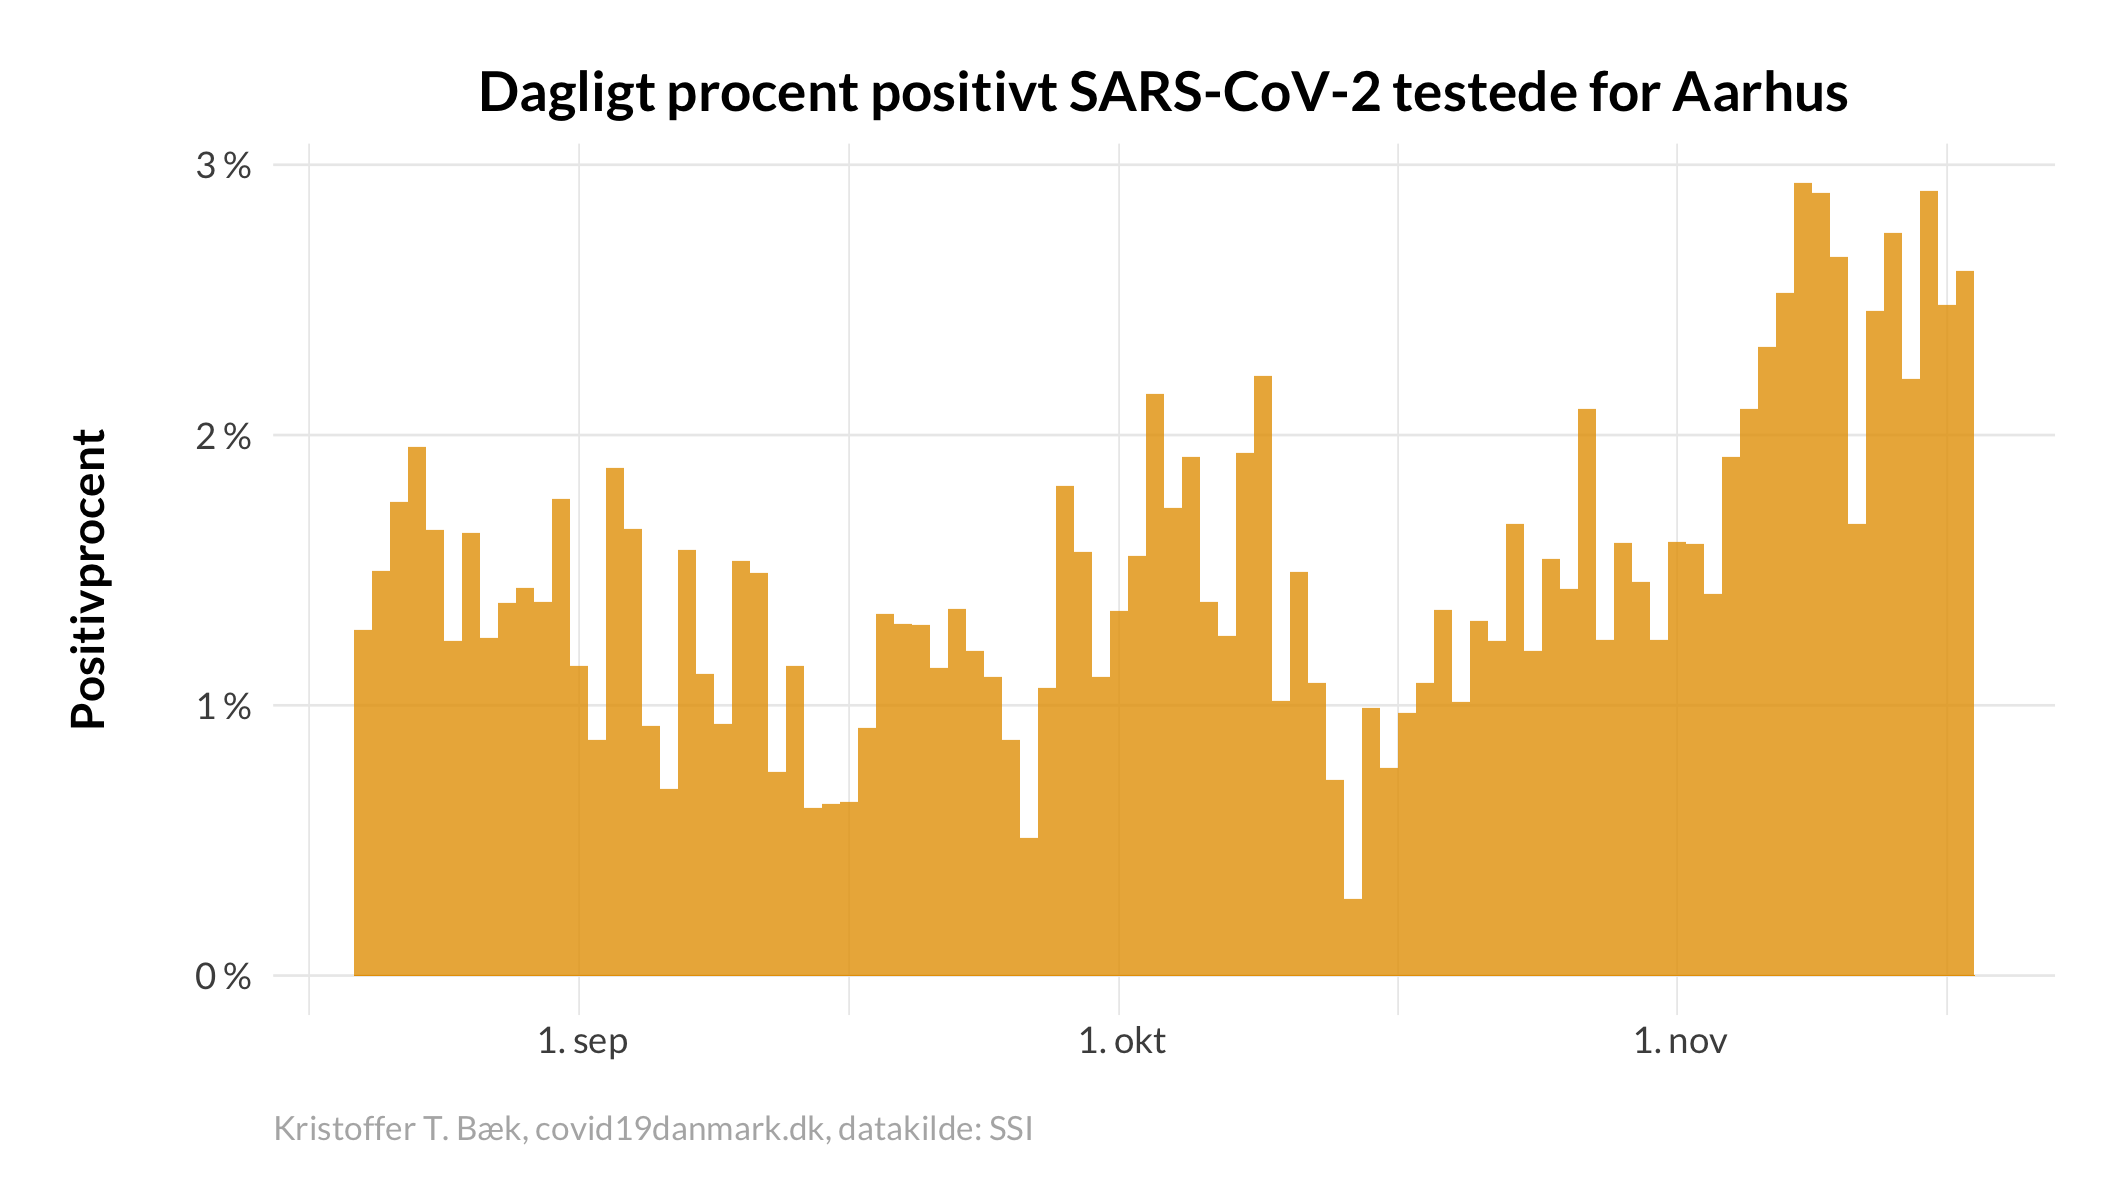 Dagligt procent positivt SARS-CoV-2 testede for Aarhus
Positivprocent
3 %
2 %
1 %
0 %
1. sep
1. okt
1. nov
Kristoffer T. Bæk, covid19danmark.dk, datakilde: SSI